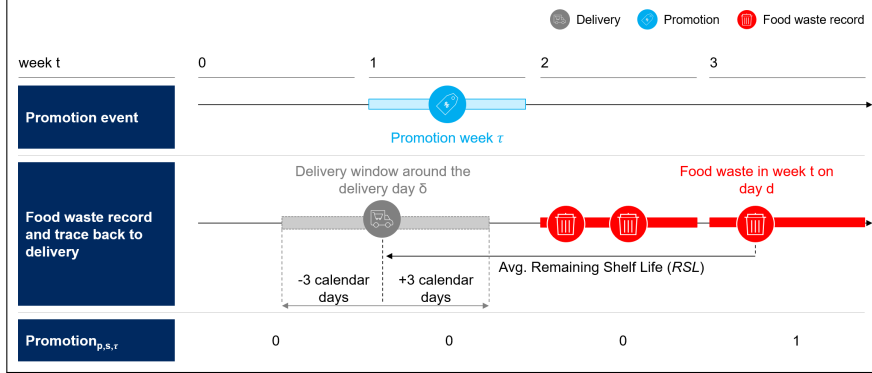 Delivery
Promotion
Food waste record
week t
0
1
2
3
Promotion event
Promotion week τ
Food waste record
and trace back to
delivery
Delivery window around the
delivery day δ
Food waste in week t on
day d
Avg. Remaining Shelf Life (RSL)
-3 calendar
days
+3 calendar
days
Promotionp,s,τ
0
0
0
1